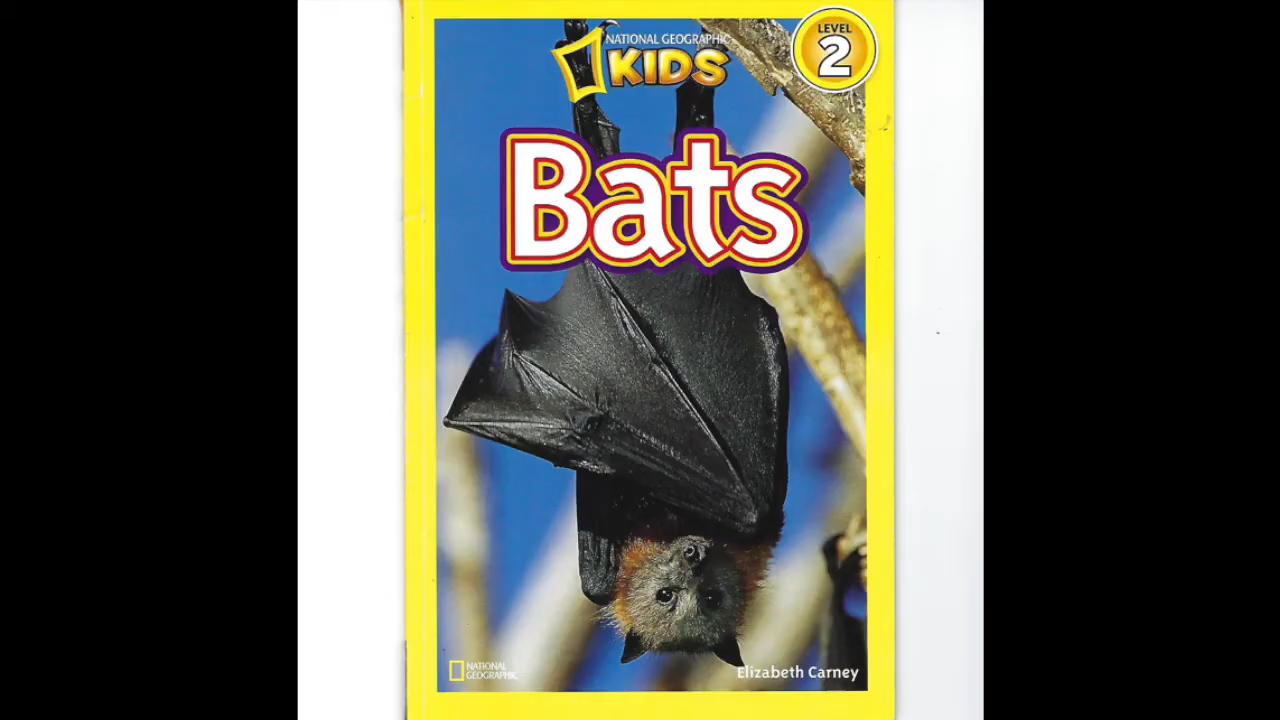 NATIONAL GEOGRAPHIC
KIDS
LEVEL
2
Bats
NATIONAL
GEOGRAPHIC
Elizabeth Carney